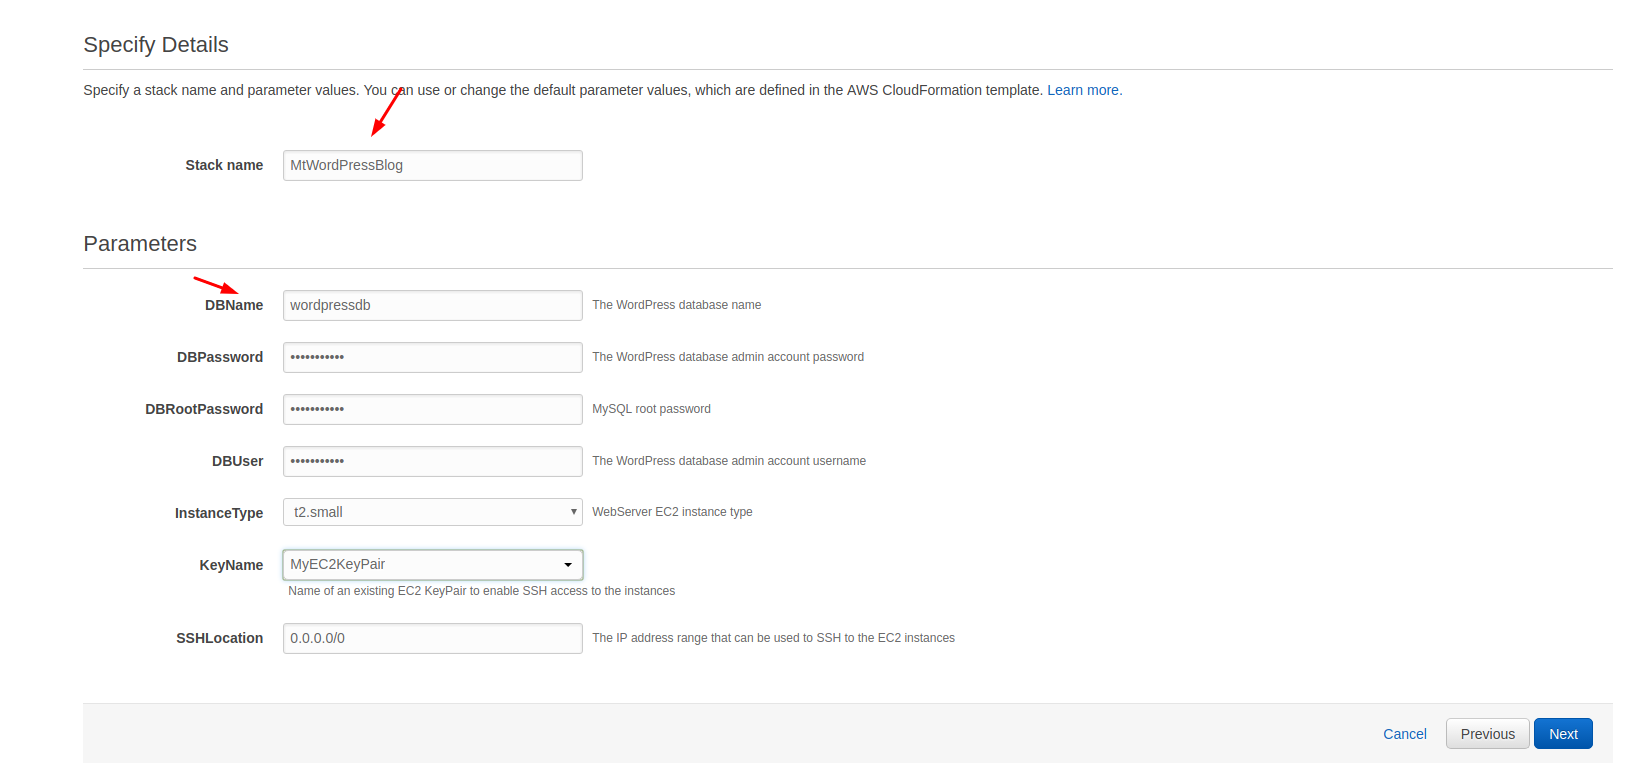 Specify Details
Specify a stack name and parameter values. You can use or change the default parameter values, which are defined in the AWS CloudFormation template. Learn more.
Stack name MtWordPressBlog
Parameters
DBName wordpressdb The WordPress database name
DBPassword ••••••••••• The WordPress database admin account password
DBRootPassword ••••••••••• MySQL root password
DBUser ••••••••••• The WordPress database admin account username
InstanceType t2.small WebServer EC2 instance type
KeyName MyEC2KeyPair
Name of an existing EC2 KeyPair to enable SSH access to the instances
SSHLocation 0.0.0.0/0 The IP address range that can be used to SSH to the EC2 instances
Cancel Previous Next